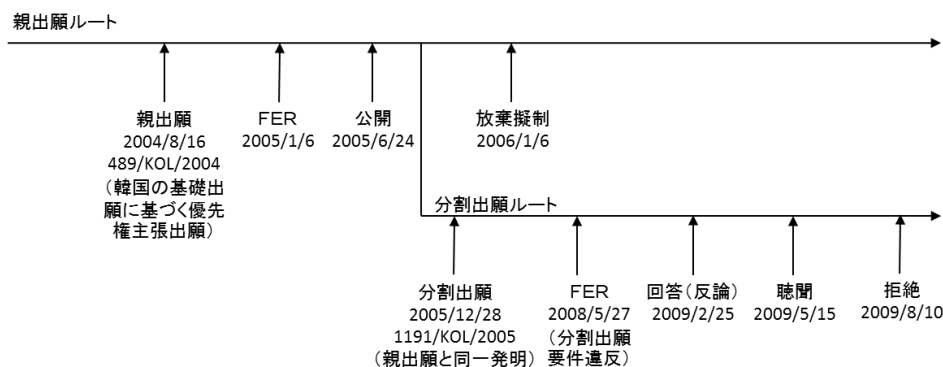 親出願ルート
親出願
2004/8/16
489/KOL/2004
（韓国の基礎出
願に基づく優先
権主張出願）
ＦＥＲ
2005/1/6
公開
2005/6/24
放棄擬制
2006/1/6
分割出願ルート
分割出願
2005/12/28
1191/KOL/2005
（親出願と同一発明）
ＦＥＲ
2008/5/27
（分割出願
要件違反）
回答（反論）
2009/2/25
聴聞
2009/5/15
拒絶
2009/8/10